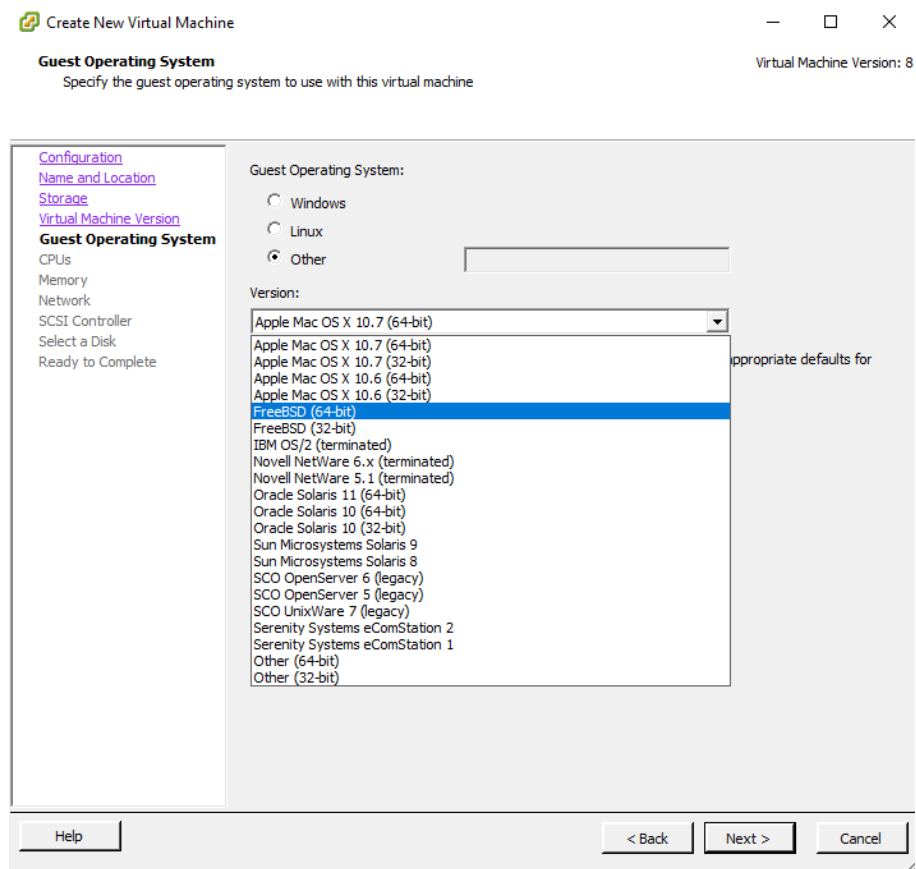 Create New Virtual Machine
Guest Operating System
Virtual Machine Version: 8
Specify the guest operating system to use with this virtual machine
Configuration
Name and Location
Storage
Virtual Machine Version
Guest Operating System
CPUs
Memory
Network
SCSI Controller
Select a Disk
Ready to Complete
Guest Operating System:
Windows
Linux
Other
Version:
Apple Mac OS X 10.7 (64-bit)
Apple Mac OS X 10.7 (64-bit)
Apple Mac OS X 10.7 (32-bit)
Apple Mac OS X 10.6 (64-bit)
Apple Mac OS X 10.6 (32-bit)
FreeBSD (64-bit)
FreeBSD (32-bit)
IBM OS/2 (terminated)
Novell NetWare 6.x (terminated)
Novell NetWare 5.1 (terminated)
Oracle Solaris 11 (64-bit)
Oracle Solaris 10 (64-bit)
Oracle Solaris 10 (32-bit)
Sun Microsystems Solaris 9
Sun Microsystems Solaris 8
SCO OpenServer 6 (legacy)
SCO OpenServer 5 (legacy)
SCO UnixWare 7 (legacy)
Serenity Systems eComStation 2
Serenity Systems eComStation 1
Other (64-bit)
Other (32-bit)
appropriate defaults for
Help
< Back
Next >
Cancel